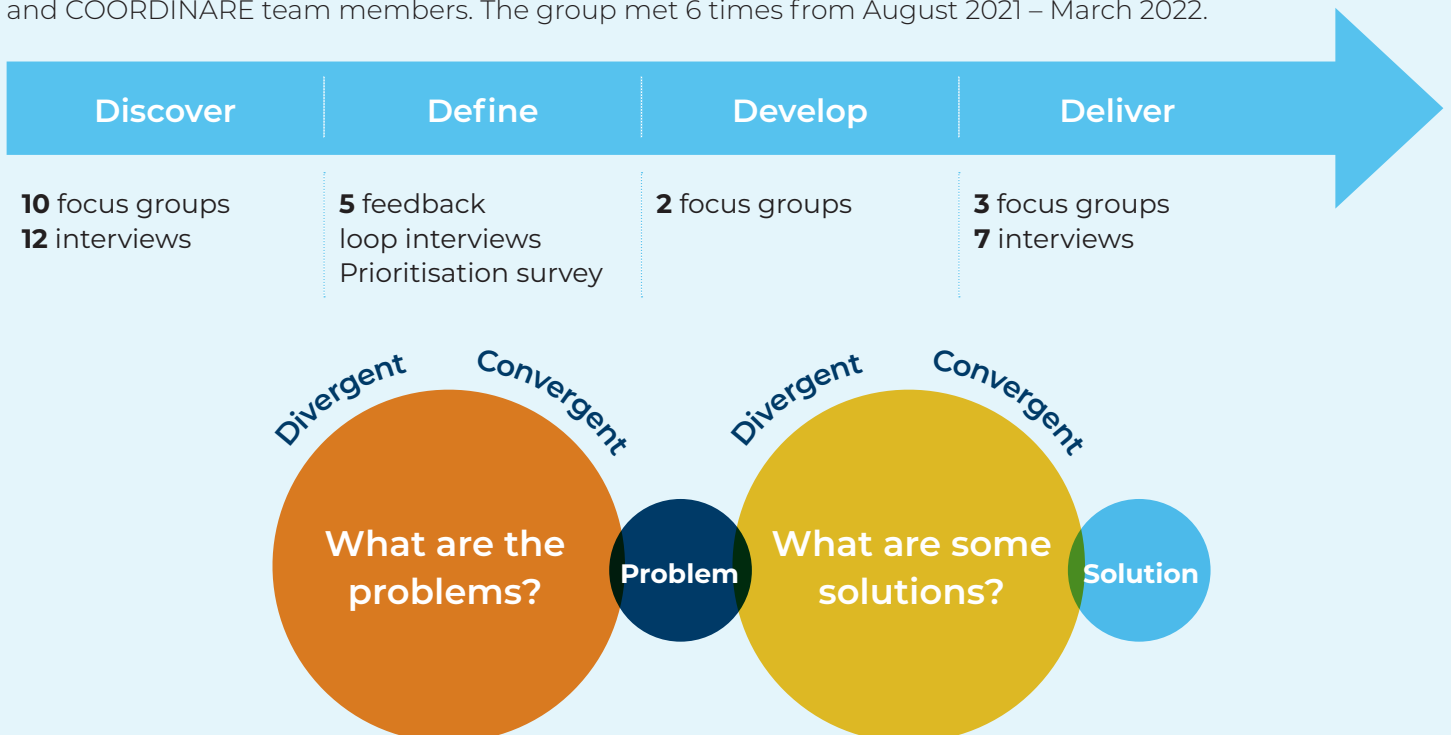 and COORDINARE team members. The group met 6 times from August 2021 – March 2022.
Discover
Define
Develop
Deliver
10 focus groups
12 interviews
5 feedback
loop interviews
Prioritisation survey
2 focus groups
3 focus groups
7 interviews
Divergent
Convergent
What are the
problems?
Problem
Divergent
Convergent
What are some
solutions?
Solution